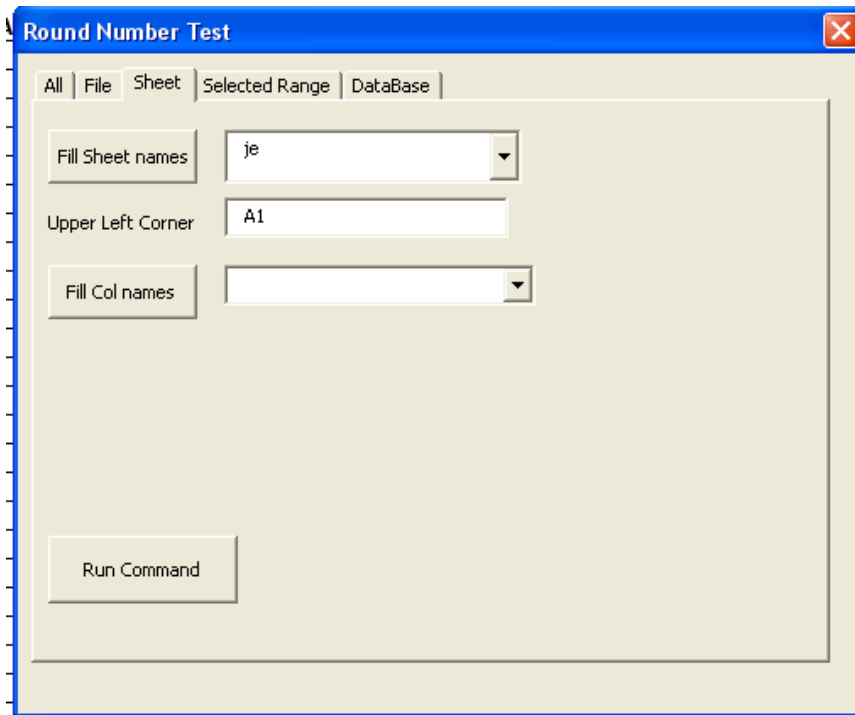 Round Number Test
All File Sheet Selected Range DataBase
Fill Sheet names je
Upper Left Corner A1
Fill Col names
Run Command